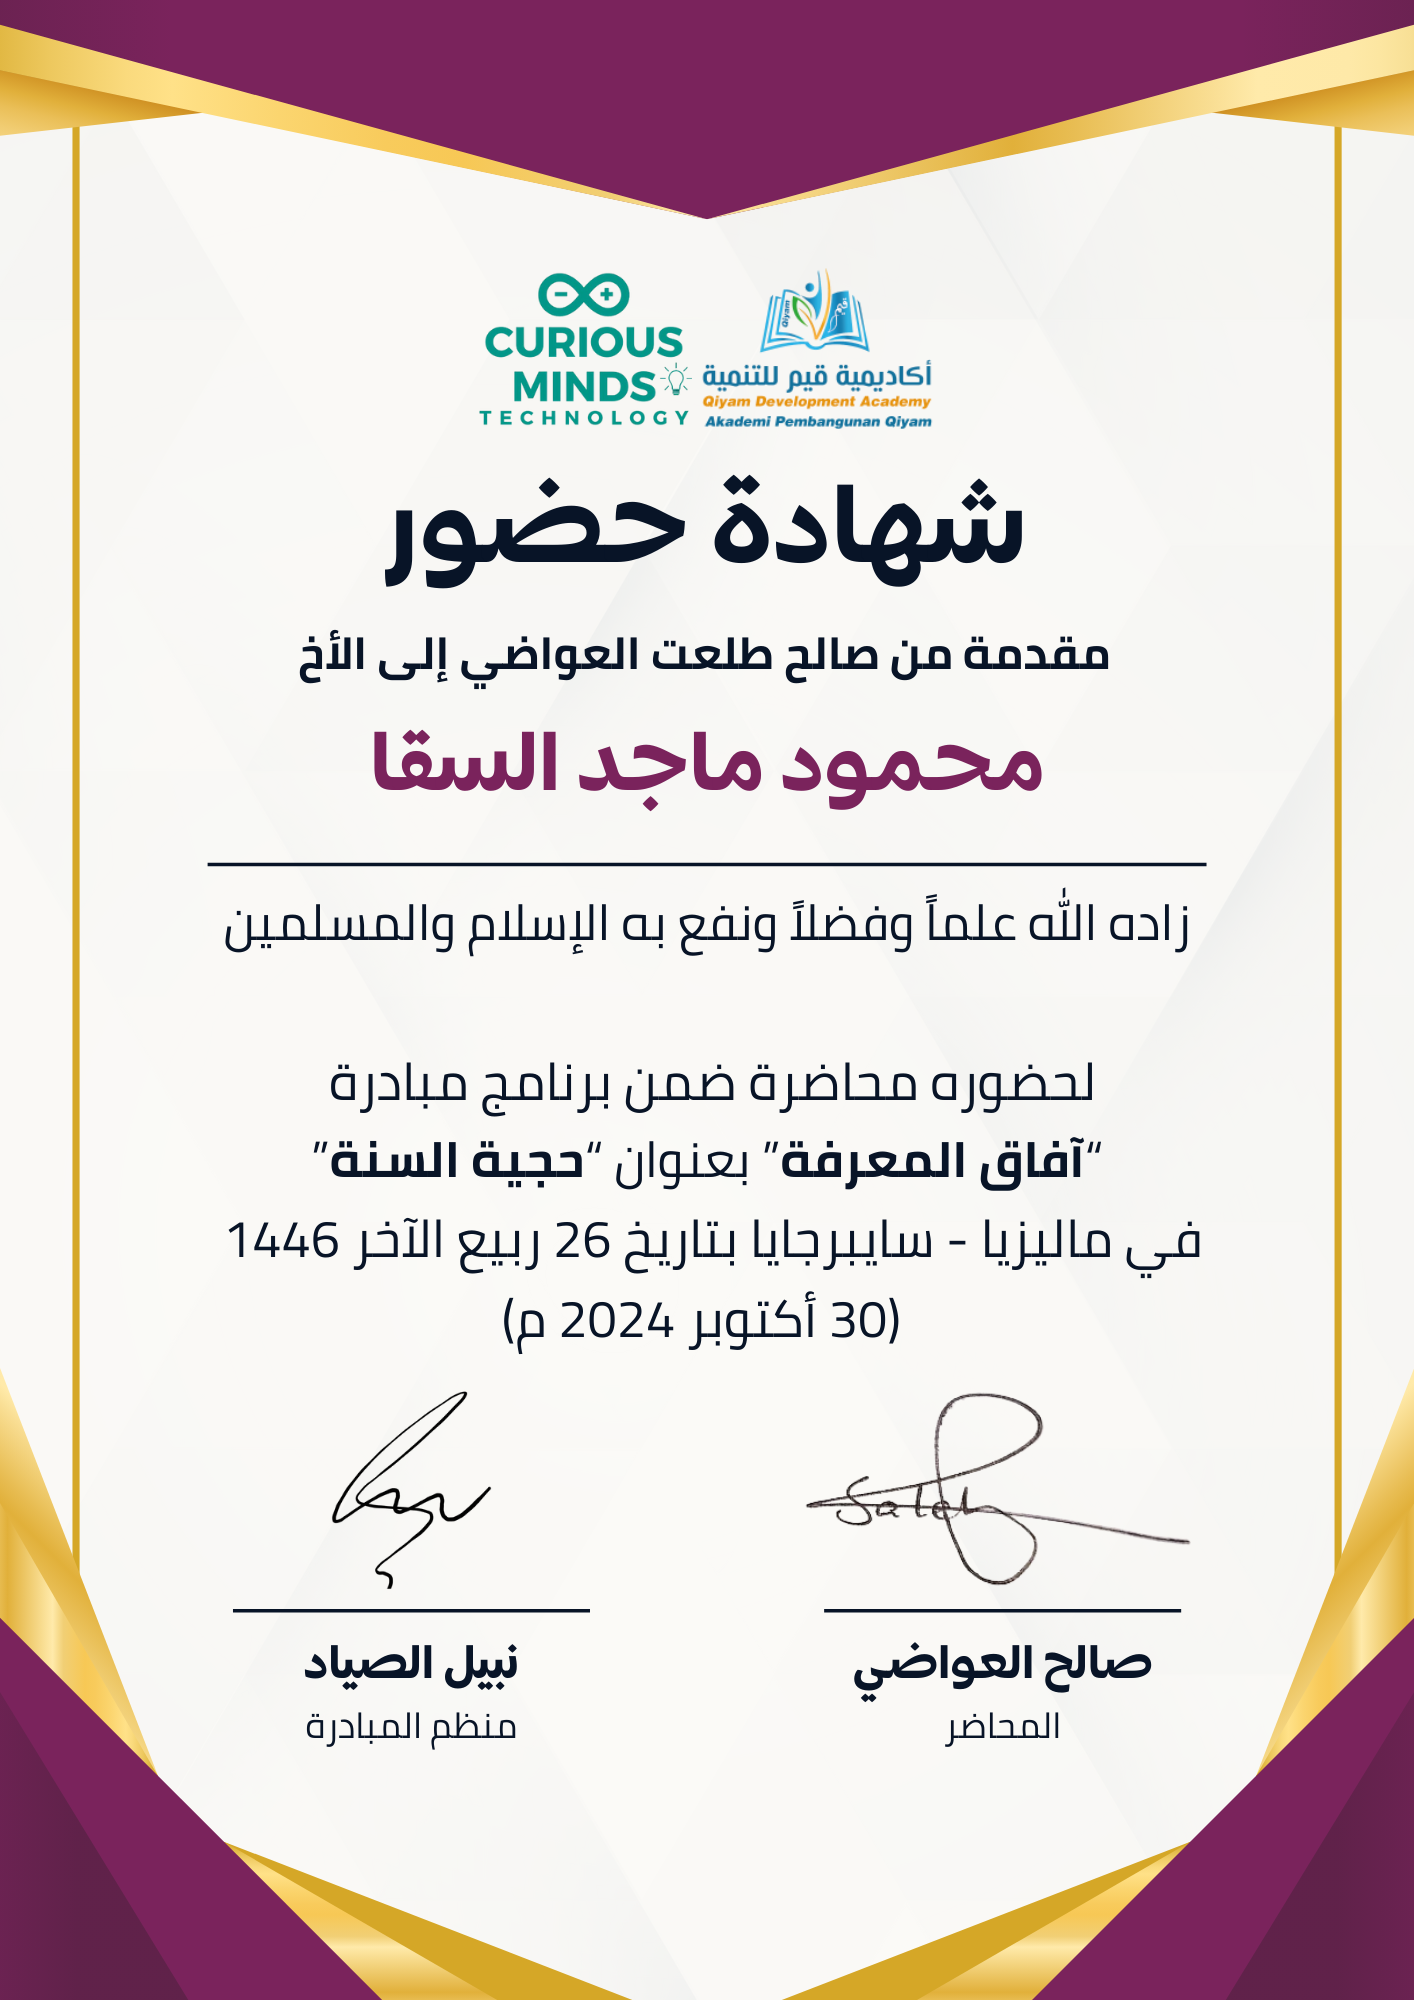 CURIOUS
MINDS
TECHNOLOGY
Qiyam
قيم
أكاديمية قيم للتنمية
Qiyam Development Academy
Akademi Pembangunan Qiyam
شهادة حضور
مقدمة من صالح طلعت العواضي إلى الأخ
محمود ماجد السقا
زاده الله علماً وفضلاً ونفع به الإسلام والمسلمين
لحضوره محاضرة ضمن برنامج مبادرة
“آفاق المعرفة” بعنوان “حجية السنة”
في ماليزيا - سايبرجايا بتاريخ 26 ربيع الآخر 1446
(30 أكتوبر 2024 م)
Saleh
صالح العواضي
المحاضر
نبيل الصياد
منظم المبادرة